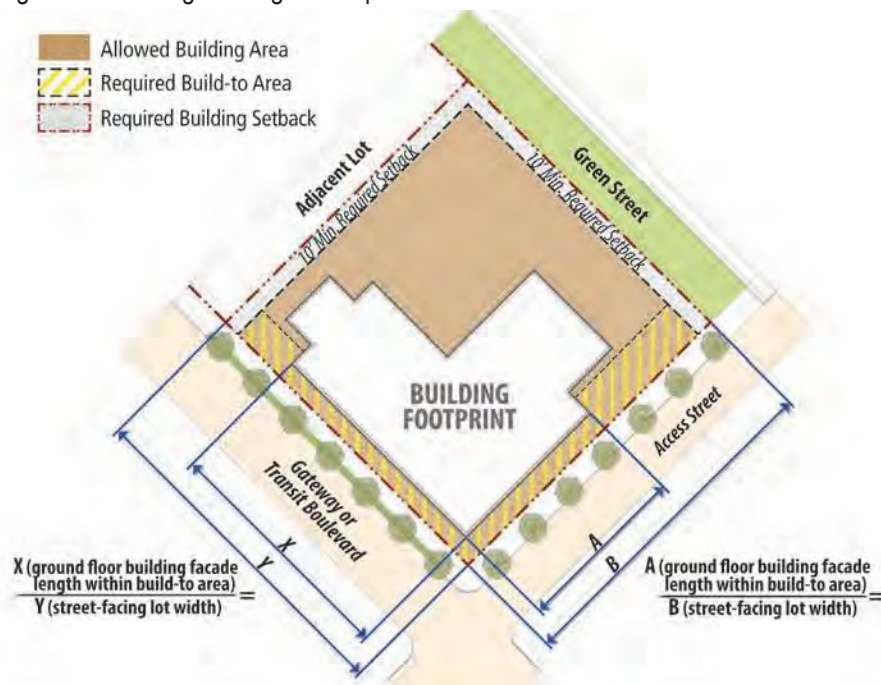 Allowed Building Area
Required Build-to Area
Required Building Setback
Adjacent Lot
10' Min. Required Setback
10' Min. Required Setback
Green Street
BUILDING
FOOTPRINT
Access Street
Gateway or
Transit Boulevard
X
Y
A
B
X (ground floor building facade
length within build-to area)
Y (street-facing lot width)
=
A (ground floor building facade
length within build-to area)
B (street-facing lot width)
=